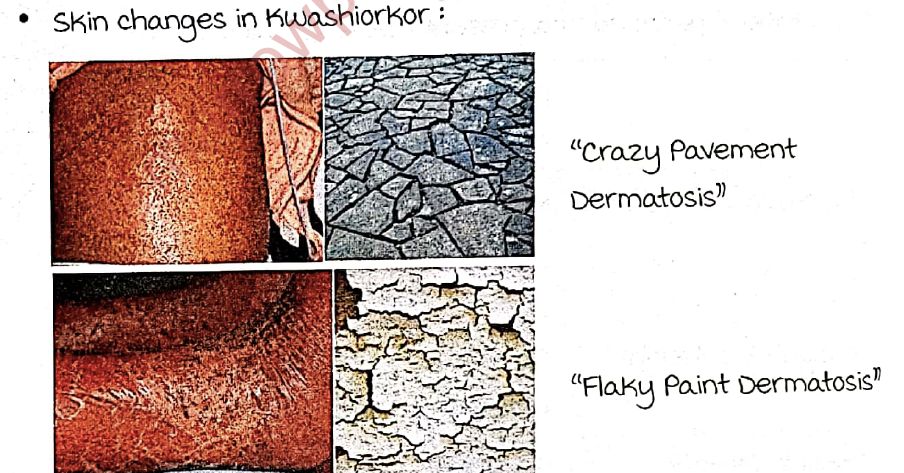 • Skin changes in Kwashiorkor :
"Crazy Pavement
Dermatosis"
"Flaky Paint Dermatosis"